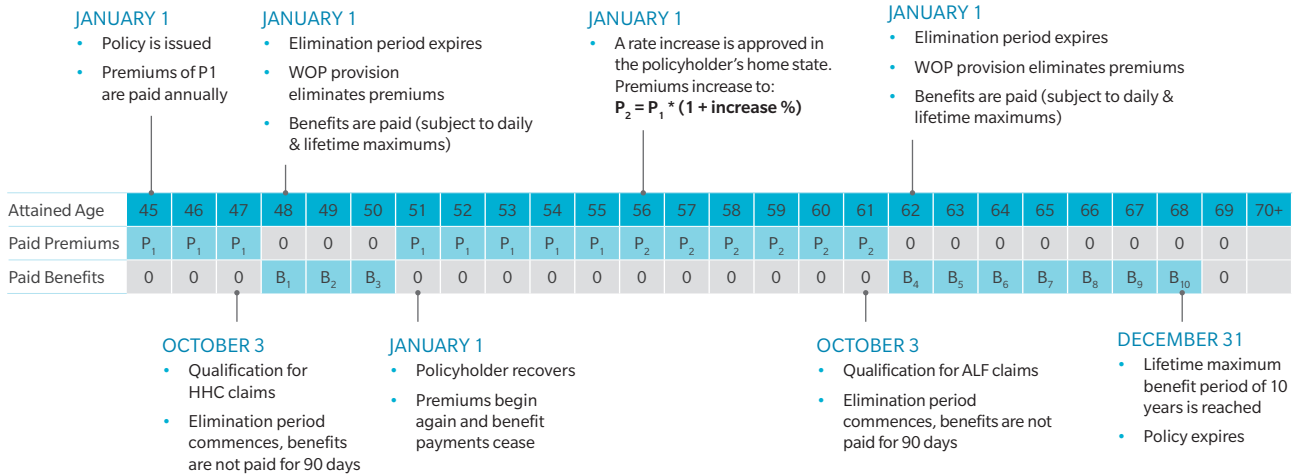 JANUARY 1
• Policy is issued
• Premiums of P1
are paid annually
JANUARY 1
• Elimination period expires
• WOP provision
eliminates premiums
• Benefits are paid (subject to daily
& lifetime maximums)
JANUARY 1
• A rate increase is approved in
the policyholder's home state.
Premiums increase to:
P₂ = P₁ * (1 + increase %)
JANUARY 1
• Elimination period expires
• WOP provision eliminates premiums
• Benefits are paid (subject to daily &
lifetime maximums)
Attained Age 45 46 47 48 49 50 51 52 53 54 55 56 57 58 59 60 61 62 63 64 65 66 67 68 69 70+
Paid Premiums P₁ P₁ P₁ 0 0 0 P₁ P₁ P₁ P₁ P₁ P₂ P₂ P₂ P₂ P₂ P₂ 0 0 0 0 0 0 0 0
Paid Benefits 0 0 0 B₁ B₂ B₃ 0 0 0 0 0 0 0 0 0 0 0 B₄ B₅ B₆ B₇ B₈ B₉ B₁₀ 0
OCTOBER 3
• Qualification for
HHC claims
• Elimination period
commences, benefits
are not paid for 90 days
JANUARY 1
• Policyholder recovers
• Premiums begin
again and benefit
payments cease
OCTOBER 3
• Qualification for ALF claims
• Elimination period
commences, benefits are not
paid for 90 days
DECEMBER 31
• Lifetime maximum
benefit period of 10
years is reached
• Policy expires